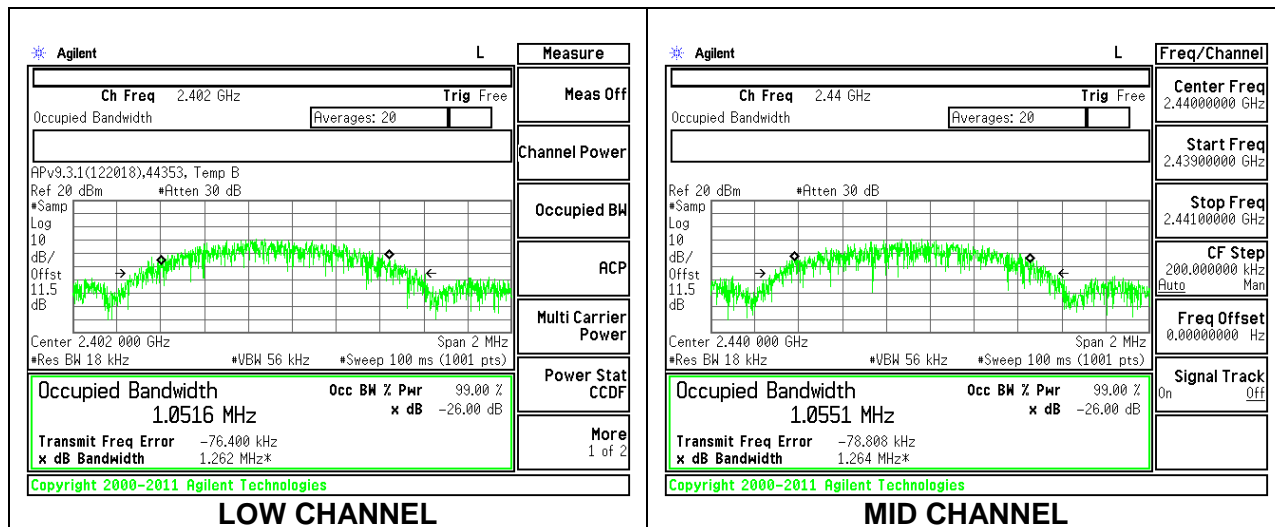 Agilent L
Measure
Ch Freq 2.402 GHz Trig Free
Occupied Bandwidth Averages: 20
APv9.3.1(122018),44353, Temp B
Ref 20 dBm #Atten 30 dB
#Samp
Log
10
dB/
Offst
11.5
dB
Center 2.402 000 GHz Span 2 MHz
#Res BW 18 kHz #VBW 56 kHz #Sweep 100 ms (1001 pts)
Occupied Bandwidth Occ BW % Pwr 99.00 %
1.0516 MHz x dB -26.00 dB
Transmit Freq Error -76.400 kHz
x dB Bandwidth 1.262 MHz*
Copyright 2000-2011 Agilent Technologies
Meas Off
Channel Power
Occupied BW
ACP
Multi Carrier
Power
Power Stat
CCDF
More
1 of 2
LOW CHANNEL
Agilent L
Freq/Channel
Ch Freq 2.44 GHz Trig Free
Occupied Bandwidth Averages: 20
Ref 20 dBm #Atten 30 dB
#Samp
Log
10
dB/
Offst
11.5
dB
Center 2.440 000 GHz Span 2 MHz
#Res BW 18 kHz #VBW 56 kHz #Sweep 100 ms (1001 pts)
Occupied Bandwidth Occ BW % Pwr 99.00 %
1.0551 MHz x dB -26.00 dB
Transmit Freq Error -78.808 kHz
x dB Bandwidth 1.264 MHz*
Copyright 2000-2011 Agilent Technologies
Center Freq
2.44000000 GHz
Start Freq
2.43900000 GHz
Stop Freq
2.44100000 GHz
CF Step
200.000000 kHz
Auto Man
Freq Offset
0.00000000 Hz
Signal Track
On Off
MID CHANNEL